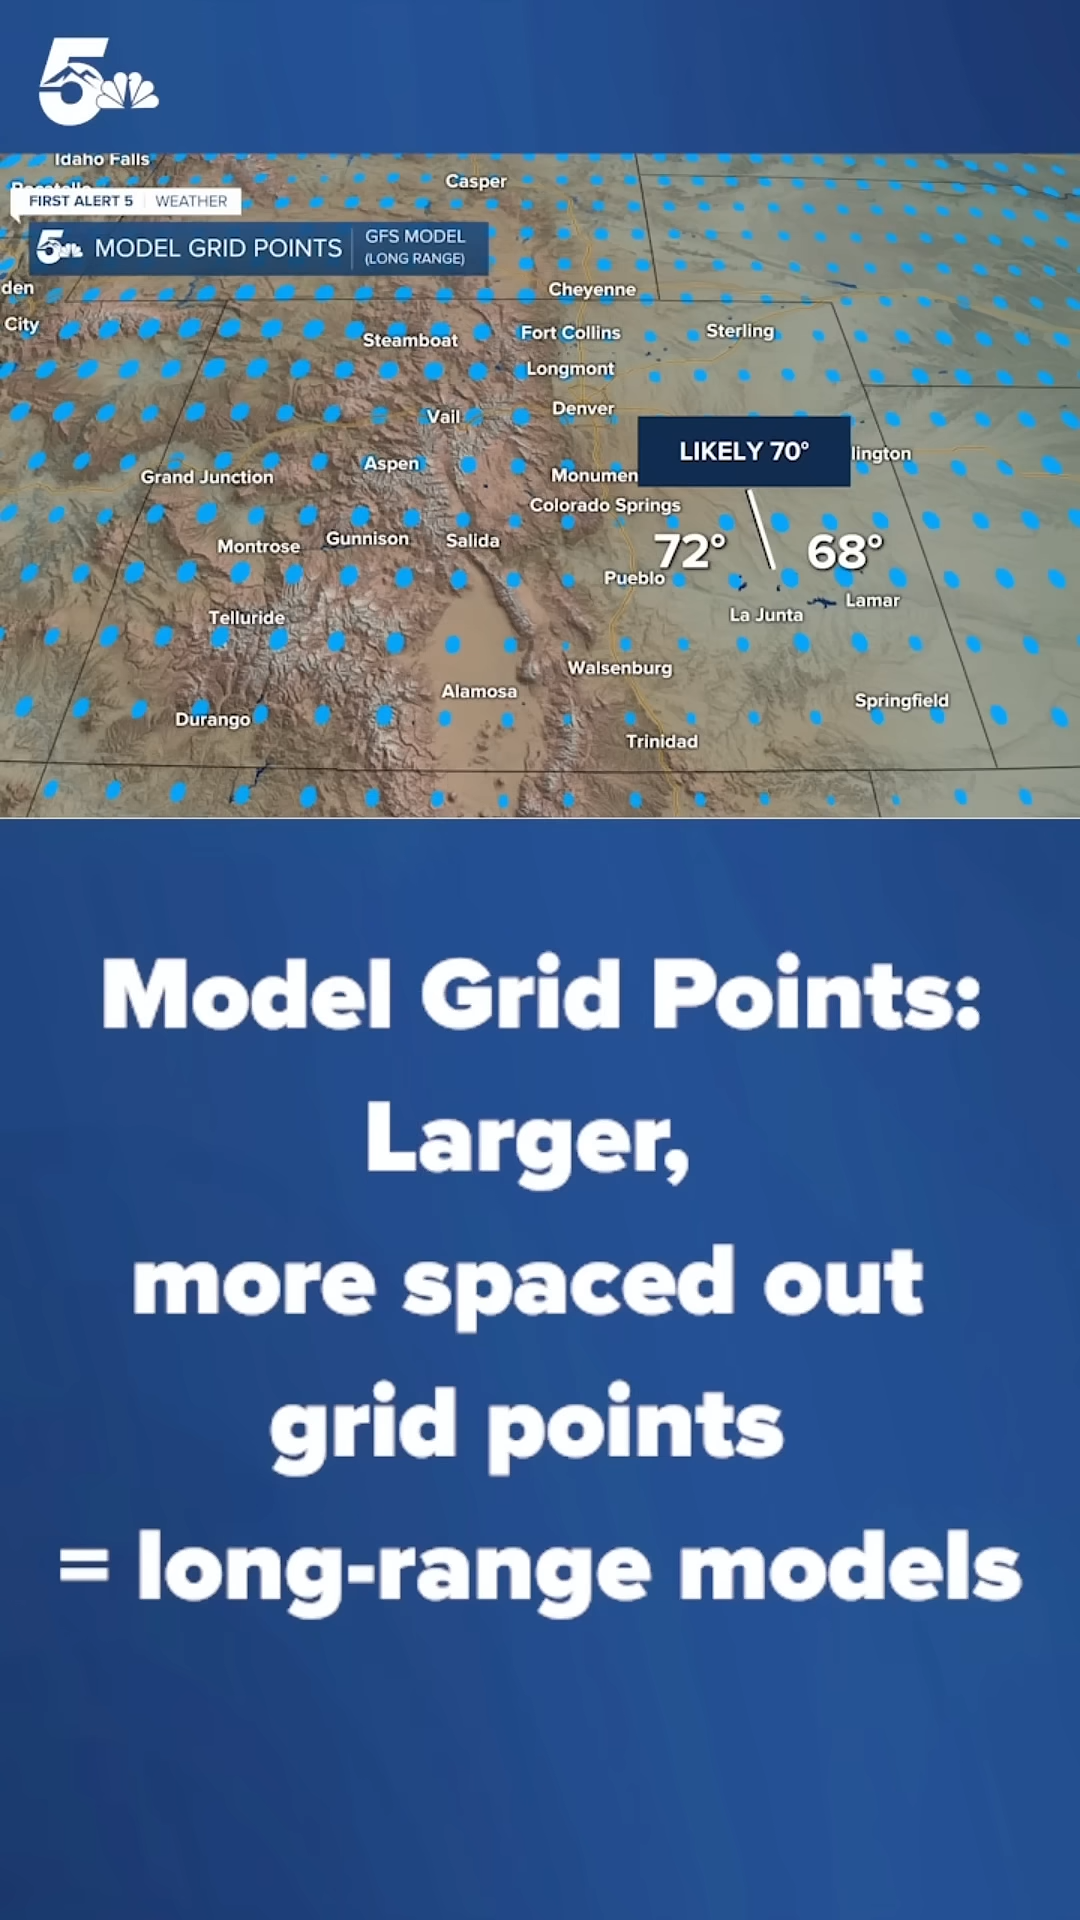 5
Idaho Falls
Casper
Pocatello
FIRST ALERT 5 WEATHER
5 MODEL GRID POINTS
GFS MODEL
(LONG RANGE)
den
City
Cheyenne
Steamboat
Fort Collins
Sterling
Longmont
Vail
Denver
LIKELY 70°
lington
Grand Junction
Aspen
Monumen
Colorado Springs
Montrose
Gunnison
Salida
72°
68°
Pueblo
La Junta
Lamar
Telluride
Walsenburg
Alamosa
Springfield
Durango
Trinidad
Model Grid Points:
Larger,
more spaced out
grid points
= long-range models